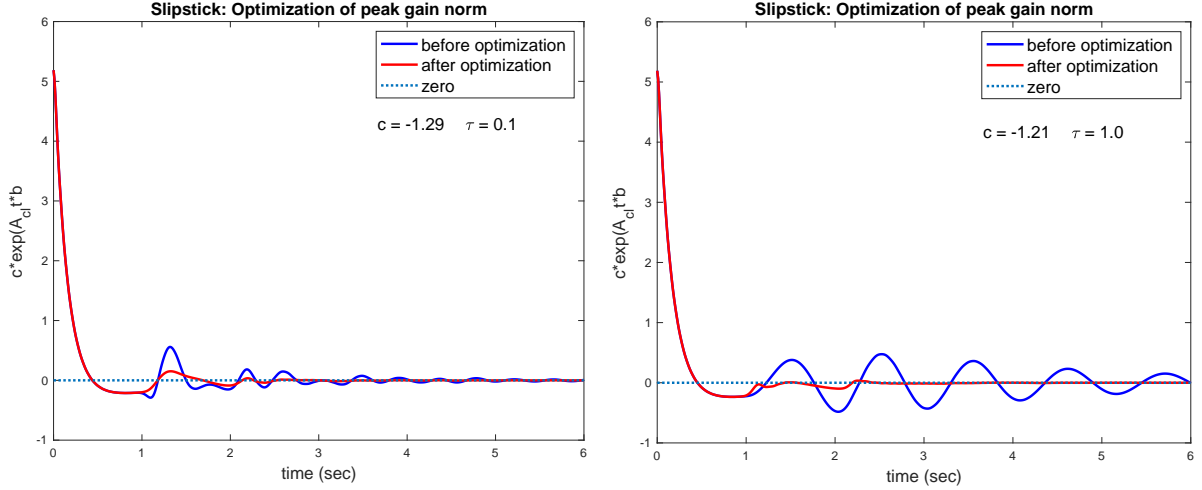 Slipstick: Optimization of peak gain norm
before optimization
after optimization
zero
c = -1.29 τ = 0.1
c*exp(A_cl t*b
6
5
4
3
2
1
0
-1
0 1 2 3 4 5 6
time (sec)
Slipstick: Optimization of peak gain norm
before optimization
after optimization
zero
c = -1.21 τ = 1.0
c*exp(A_cl t*b
6
5
4
3
2
1
0
-1
0 1 2 3 4 5 6
time (sec)